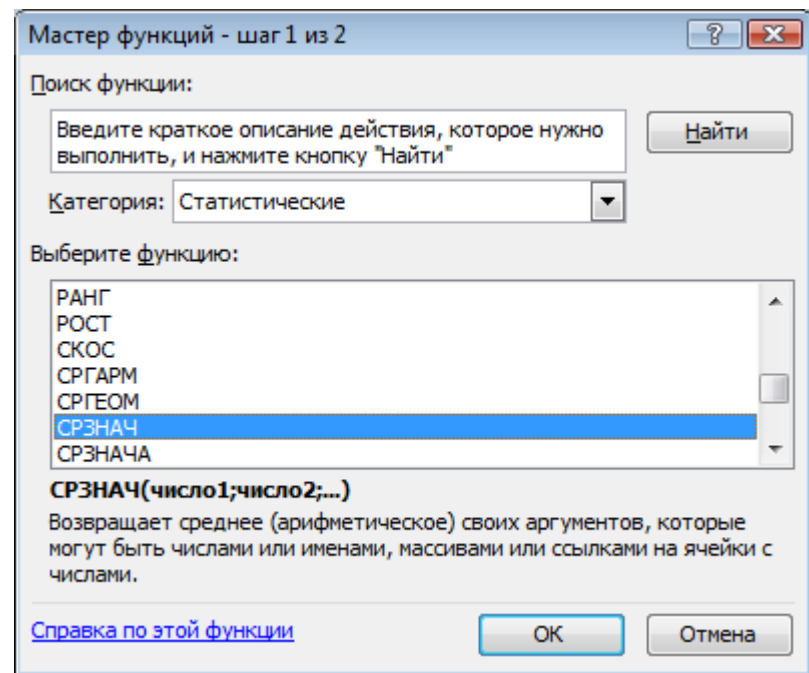 Мастер функций - шаг 1 из 2
Поиск функции:
Введите краткое описание действия, которое нужно
выполнить, и нажмите кнопку "Найти"
Найти
Категория: Статистические
Выберите функцию:
РАНГ
РОСТ
СКОС
СРГАРМ
СРГЕОМ
СРЗНАЧ
СРЗНАЧА
СРЗНАЧ(число1;число2;...)
Возвращает среднее (арифметическое) своих аргументов, которые
могут быть числами или именами, массивами или ссылками на ячейки с
числами.
Справка по этой функции
ОК
Отмена